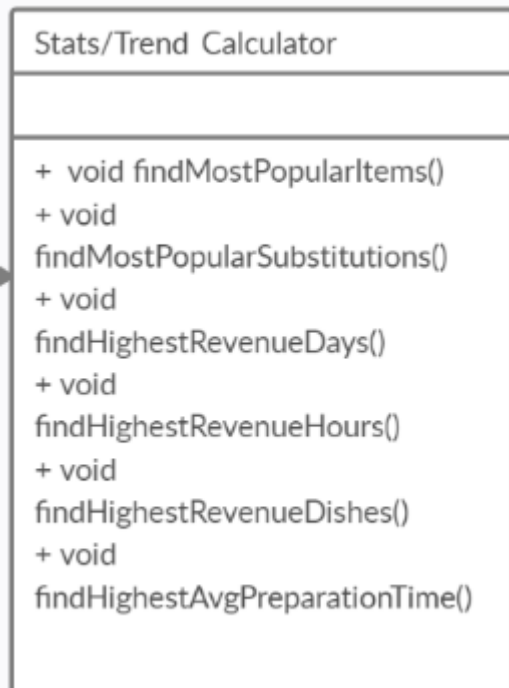 Stats/Trend Calculator
+ void findMostPopularItems()
+ void
findMostPopularSubstitutions()
+ void
findHighestRevenueDays()
+ void
findHighestRevenueHours()
+ void
findHighestRevenueDishes()
+ void
findHighestAvgPreparationTime()